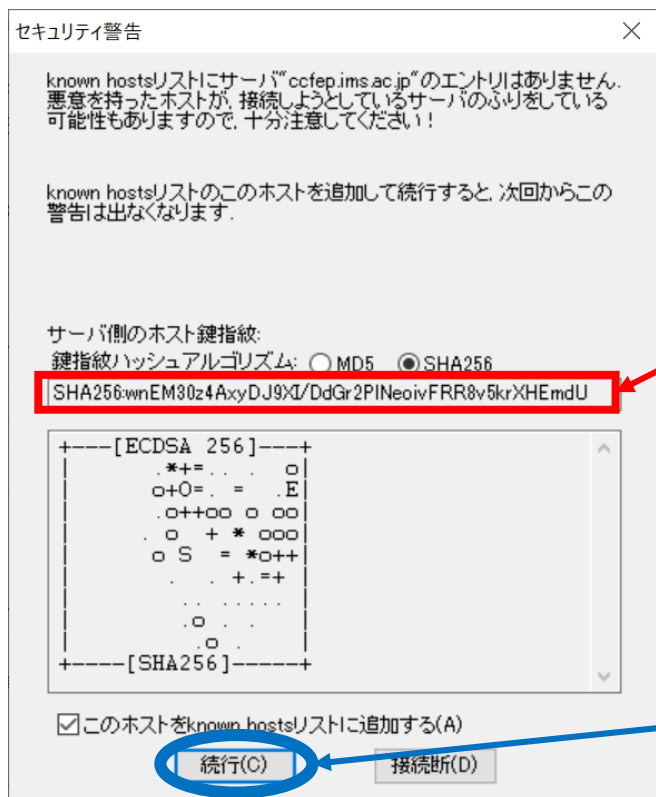 セキュリティ警告
known hostsリストにサーバ"ccfep.ims.ac.jp"のエントリはありません.
悪意を持ったホストが, 接続しようとしているサーバのふりをしている
可能性もありますので, 十分注意してください!
known hostsリストのこのホストを追加して続行すると, 次回からこの
警告は出なくなります.
サーバ側のホスト鍵指紋:
鍵指紋ハッシュアルゴリズム: MD5 SHA256
SHA256:wnEM30z4AxyDJ9XI/DdGr2PINeoivFRR8v5krXHEmdU
+---[ECDSA 256]---+
|       .*+=.. .  o|
|      o+O=. =   .E|
|       .o++oo o oo|
|      . o  + * ooo|
|       o S  = *o++|
|        .  . +.=+ |
|         .. ..... |
|         .o . .   |
|          .o .    |
+----[SHA256]-----+
このホストをknown hostsリストに追加する(A)
続行(C) 接続断(D)